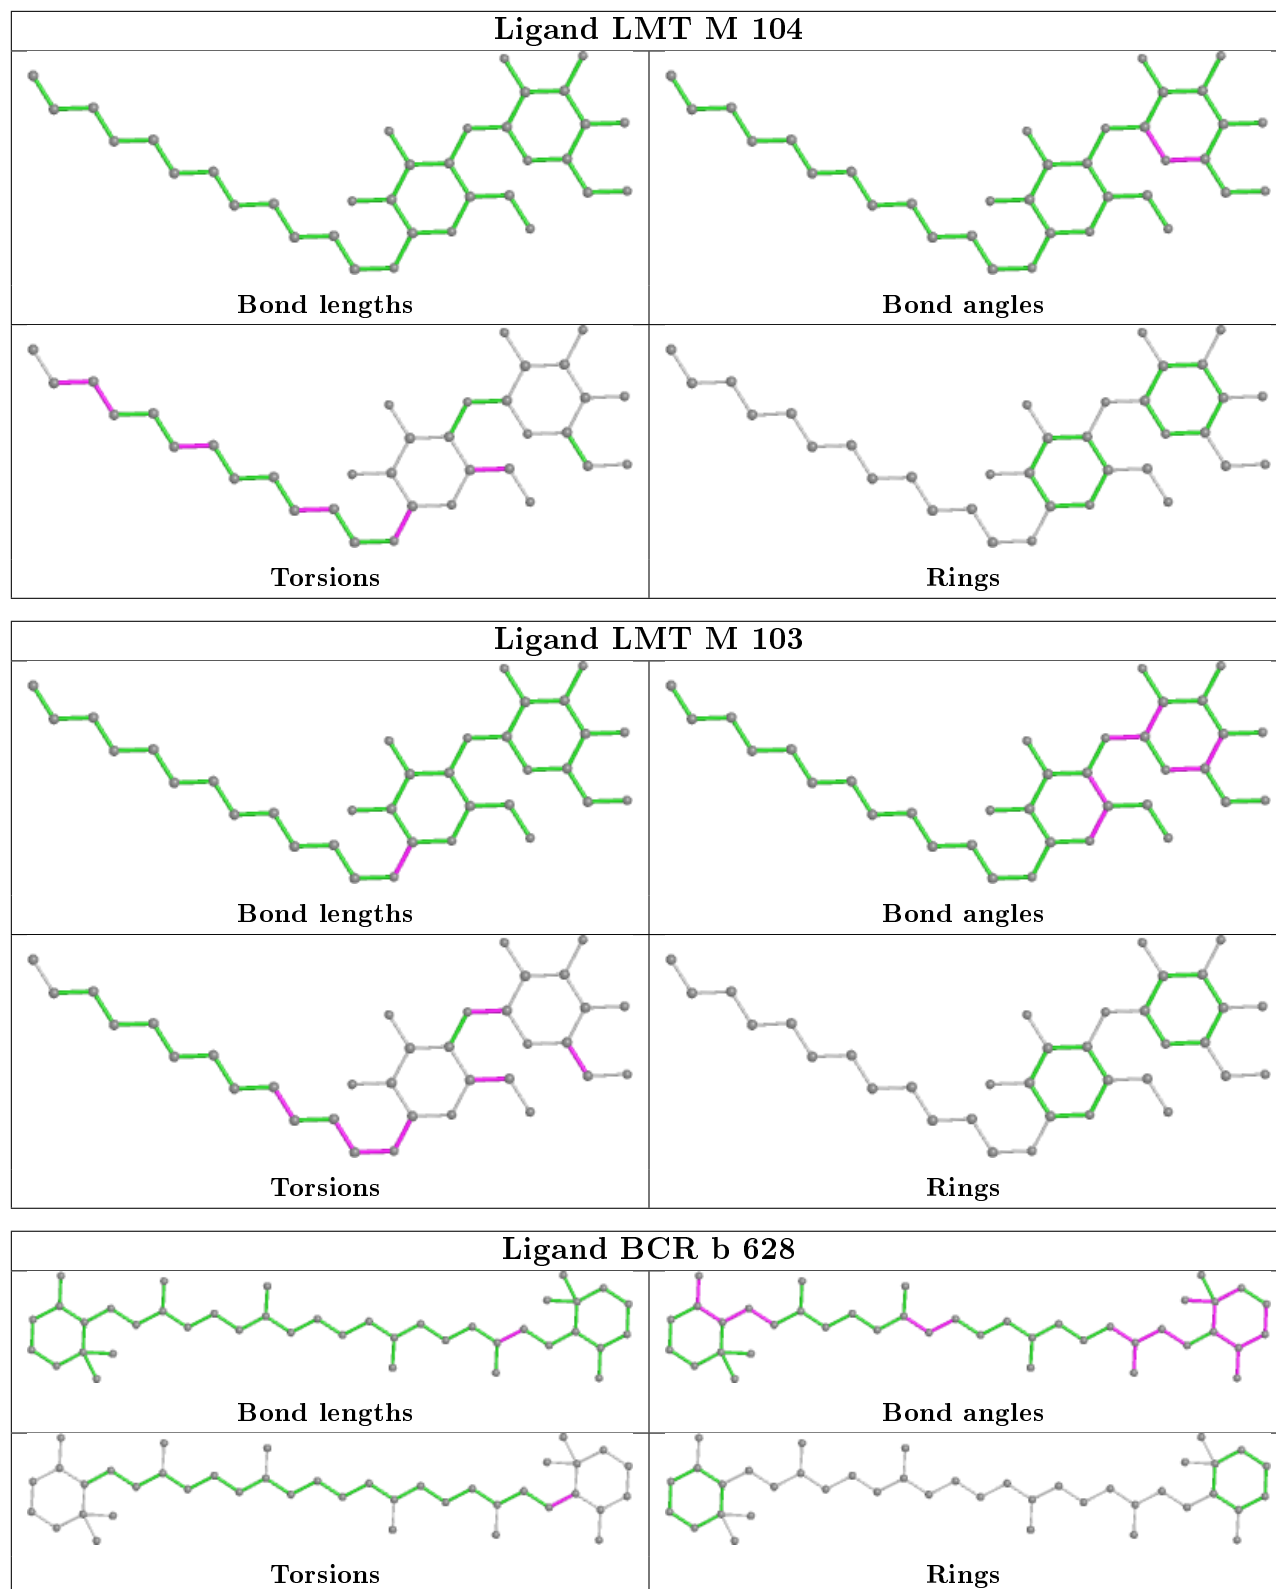 Ligand LMT M 104
Bond lengths
Bond angles
Torsions
Rings
Ligand LMT M 103
Bond lengths
Bond angles
Torsions
Rings
Ligand BCR b 628
Bond lengths
Bond angles
Torsions
Rings